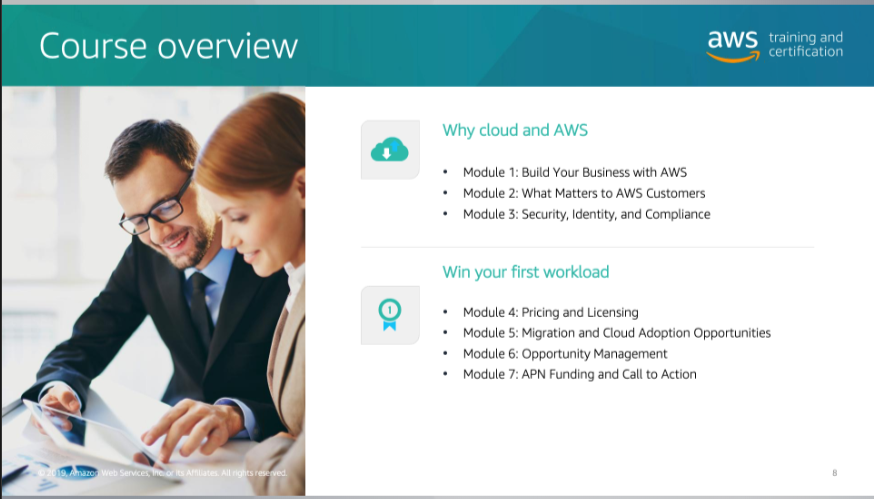 Course overview
aws training and certification
Why cloud and AWS
• Module 1: Build Your Business with AWS
• Module 2: What Matters to AWS Customers
• Module 3: Security, Identity, and Compliance
Win your first workload
1
• Module 4: Pricing and Licensing
• Module 5: Migration and Cloud Adoption Opportunities
• Module 6: Opportunity Management
• Module 7: APN Funding and Call to Action
© 2019, Amazon Web Services, Inc. or its Affiliates. All rights reserved.
8